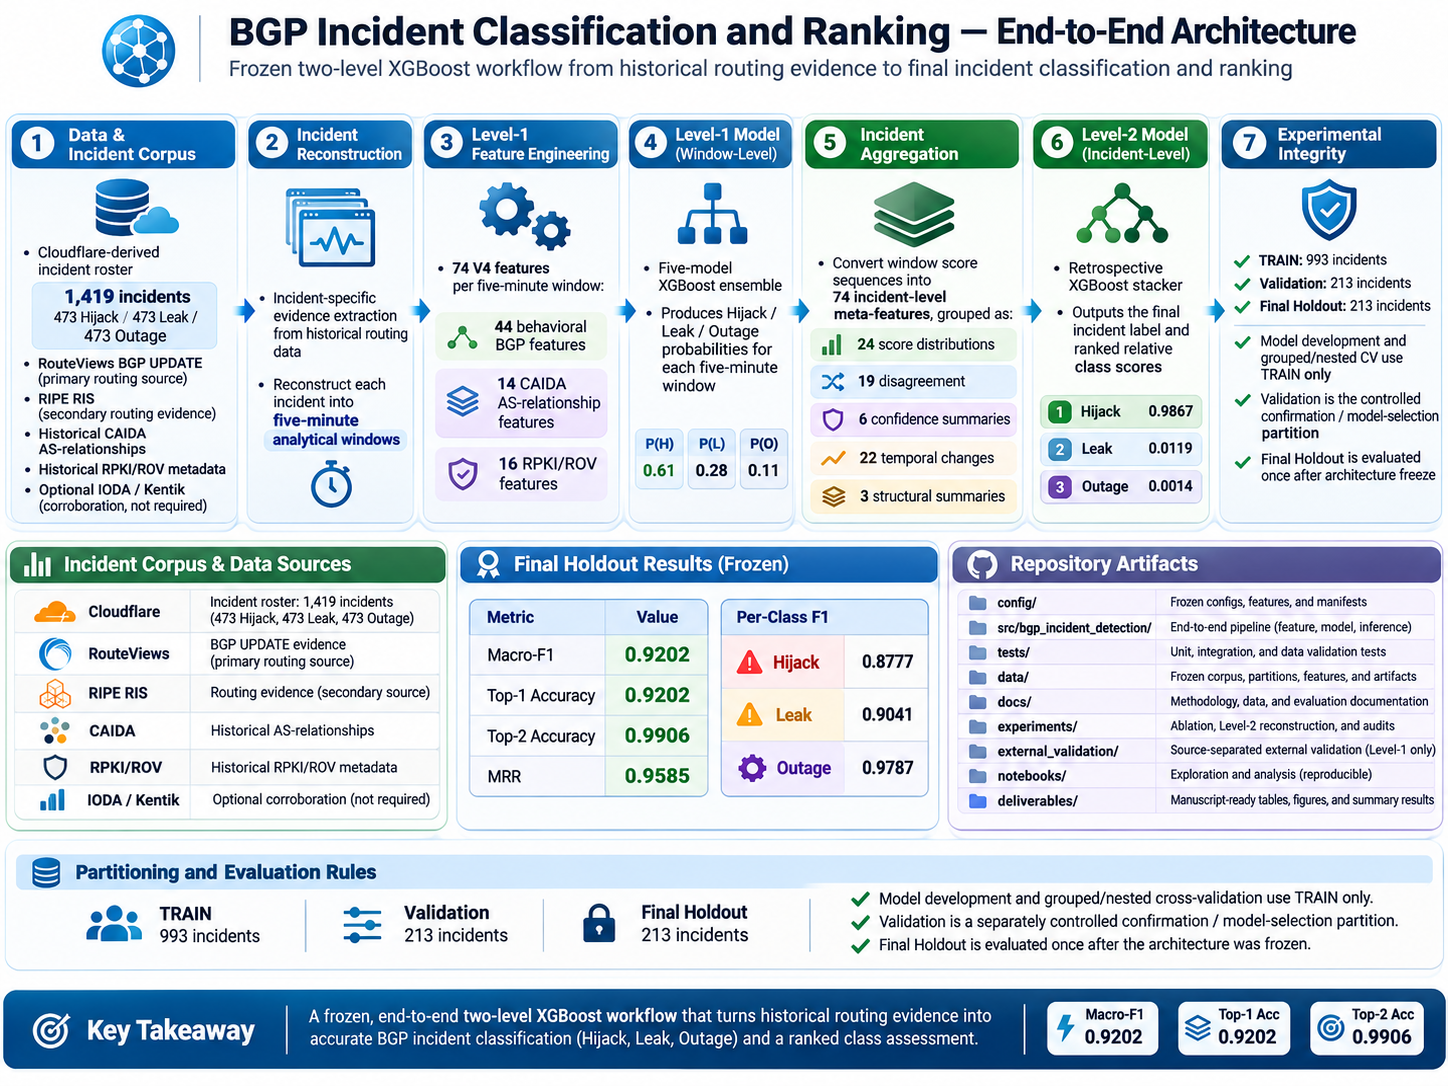 BGP Incident Classification and Ranking — End-to-End Architecture
Frozen two-level XGBoost workflow from historical routing evidence to final incident classification and ranking
1
Data &
Incident Corpus
Cloudflare-derived
incident roster
1,419 incidents
473 Hijack / 473 Leak /
473 Outage
RouteViews BGP UPDATE
(primary routing source)
RIPE RIS
(secondary routing evidence)
Historical CAIDA
AS-relationships
Historical RPKI/ROV metadata
Optional IODA / Kentik
(corroboration, not required)
2
Incident
Reconstruction
Incident-specific
evidence extraction
from historical routing
data
Reconstruct each
incident into
five-minute
analytical windows
3
Level-1
Feature Engineering
74 V4 features
per five-minute window:
44 behavioral
BGP features
14 CAIDA
AS-relationship
features
16 RPKI/ROV
features
4
Level-1 Model
(Window-Level)
Five-model
XGBoost ensemble
Produces Hijack /
Leak / Outage
probabilities for
each five-minute
window
P(H) P(L) P(O)
0.61 0.28 0.11
5
Incident
Aggregation
Convert window score
sequences into
74 incident-level
meta-features, grouped as:
24 score distributions
19 disagreement
6 confidence summaries
22 temporal changes
3 structural summaries
6
Level-2 Model
(Incident-Level)
Retrospective
XGBoost stacker
Outputs the final
incident label and
ranked relative
class scores
1 Hijack 0.9867
2 Leak 0.0119
3 Outage 0.0014
7
Experimental
Integrity
TRAIN: 993 incidents
Validation: 213 incidents
Final Holdout: 213 incidents
Model development and
grouped/nested CV use
TRAIN only
Validation is the controlled
confirmation / model-selection
partition
Final Holdout is evaluated
once after architecture freeze
Incident Corpus & Data Sources
Cloudflare
Incident roster: 1,419 incidents
(473 Hijack, 473 Leak, 473 Outage)
RouteViews
BGP UPDATE evidence
(primary routing source)
RIPE RIS Routing evidence (secondary source)
CAIDA Historical AS-relationships
RPKI/ROV Historical RPKI/ROV metadata
IODA / Kentik Optional corroboration (not required)
Final Holdout Results (Frozen)
Metric Value
Macro-F1 0.9202
Top-1 Accuracy 0.9202
Top-2 Accuracy 0.9906
MRR 0.9585
Per-Class F1
Hijack 0.8777
Leak 0.9041
Outage 0.9787
Repository Artifacts
config/ Frozen configs, features, and manifests
src/bgp_incident_detection/ End-to-end pipeline (feature, model, inference)
tests/ Unit, integration, and data validation tests
data/ Frozen corpus, partitions, features, and artifacts
docs/ Methodology, data, and evaluation documentation
experiments/ Ablation, Level-2 reconstruction, and audits
external_validation/ Source-separated external validation (Level-1 only)
notebooks/ Exploration and analysis (reproducible)
deliverables/ Manuscript-ready tables, figures, and summary results
Partitioning and Evaluation Rules
TRAIN
993 incidents
Validation
213 incidents
Final Holdout
213 incidents
Model development and grouped/nested cross-validation use TRAIN only.
Validation is a separately controlled confirmation / model-selection partition.
Final Holdout is evaluated once after the architecture was frozen.
Key Takeaway
A frozen, end-to-end two-level XGBoost workflow that turns historical routing evidence into
accurate BGP incident classification (Hijack, Leak, Outage) and a ranked class assessment.
Macro-F1
0.9202
Top-1 Acc
0.9202
Top-2 Acc
0.9906